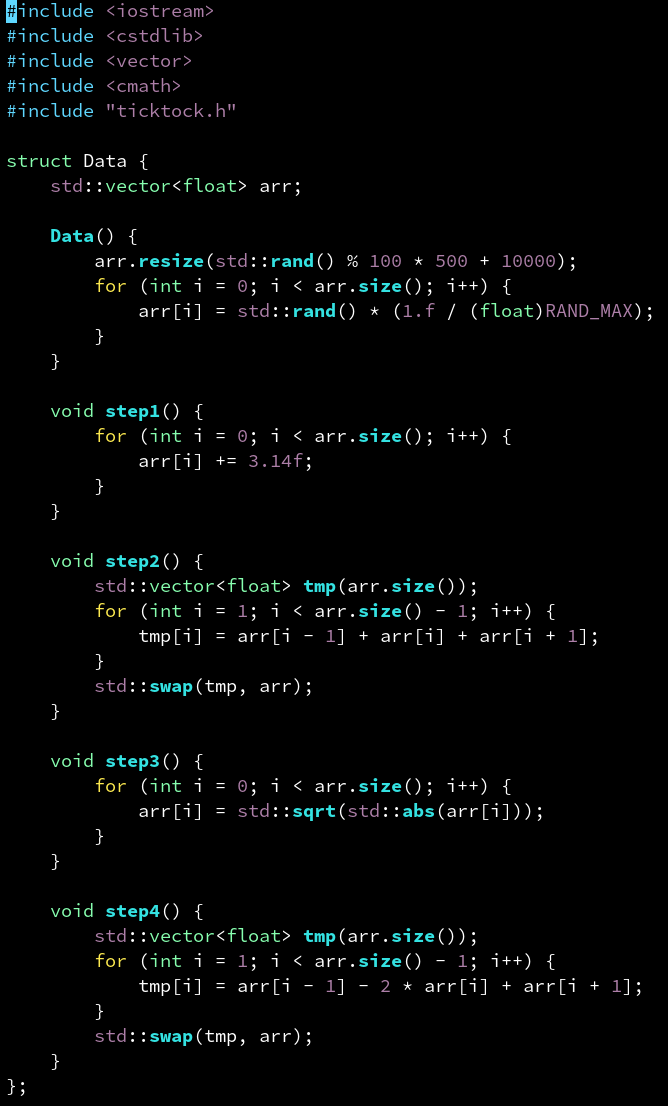 #include <iostream>
#include <cstdlib>
#include <vector>
#include <cmath>
#include "ticktock.h"

struct Data {
    std::vector<float> arr;

    Data() {
        arr.resize(std::rand() % 100 * 500 + 10000);
        for (int i = 0; i < arr.size(); i++) {
            arr[i] = std::rand() * (1.f / (float)RAND_MAX);
        }
    }

    void step1() {
        for (int i = 0; i < arr.size(); i++) {
            arr[i] += 3.14f;
        }
    }

    void step2() {
        std::vector<float> tmp(arr.size());
        for (int i = 1; i < arr.size() - 1; i++) {
            tmp[i] = arr[i - 1] + arr[i] + arr[i + 1];
        }
        std::swap(tmp, arr);
    }

    void step3() {
        for (int i = 0; i < arr.size(); i++) {
            arr[i] = std::sqrt(std::abs(arr[i]));
        }
    }

    void step4() {
        std::vector<float> tmp(arr.size());
        for (int i = 1; i < arr.size() - 1; i++) {
            tmp[i] = arr[i - 1] - 2 * arr[i] + arr[i + 1];
        }
        std::swap(tmp, arr);
    }
};